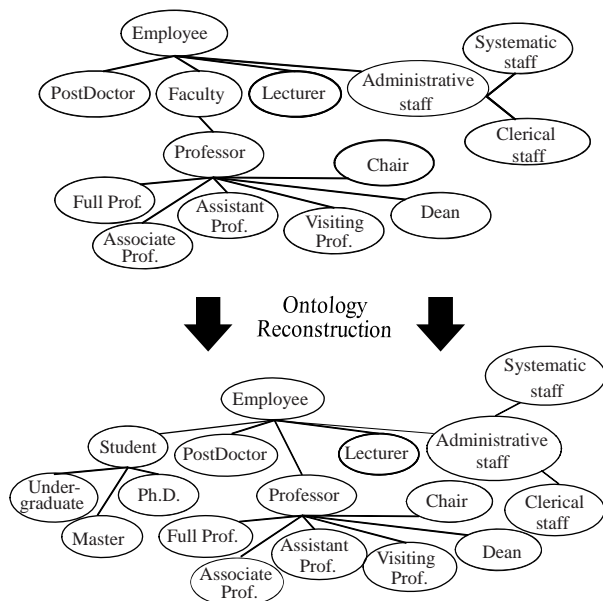 Employee
Systematic
staff
PostDoctor
Faculty
Lecturer
Administrative
staff
Clerical
staff
Professor
Chair
Full Prof.
Associate
Prof.
Assistant
Prof.
Visiting
Prof.
Dean
Ontology
Reconstruction
Systematic
staff
Employee
Student
PostDoctor
Lecturer
Administrative
staff
Under-
graduate
Ph.D.
Master
Professor
Chair
Clerical
staff
Full Prof.
Associate
Prof.
Assistant
Prof.
Visiting
Prof.
Dean